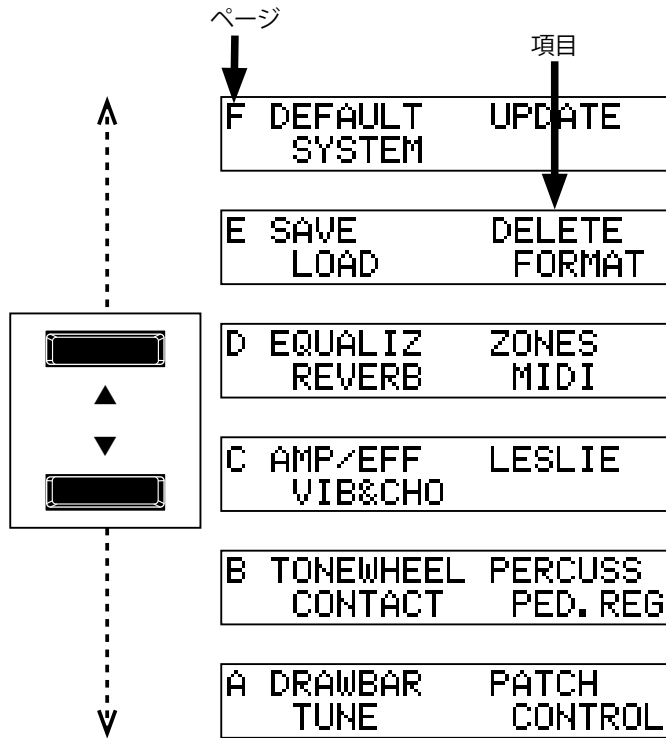 ページ
項目
F DEFAULT UPDATE
SYSTEM
E SAVE DELETE
LOAD FORMAT
D EQUALIZ ZONES
REVERB MIDI
▲
▼
C AMP/EFF LESLIE
VIB&CHO
B TONEWHEEL PERCUSS
CONTACT PED.REG
A DRAWBAR PATCH
TUNE CONTROL